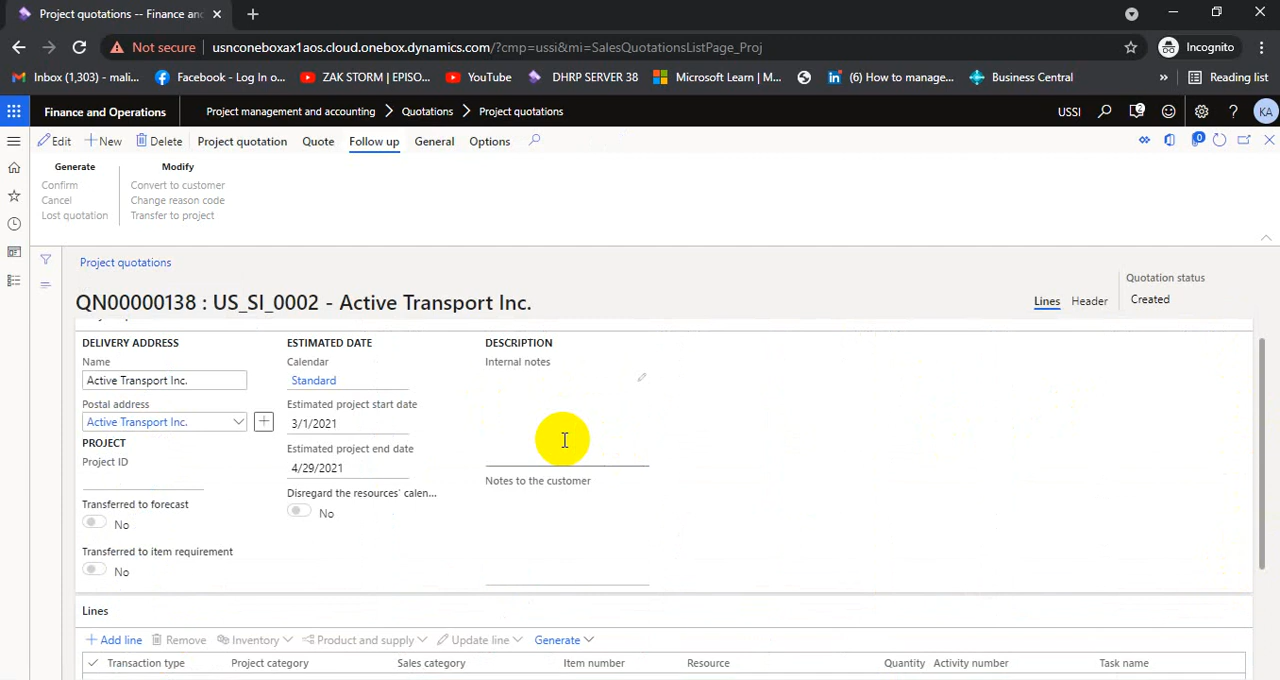 Project quotations -- Finance and
Not secure
usnconeboxax1aos.cloud.onebox.dynamics.com/?cmp=ussi&mi=SalesQuotationsListPage_Proj
Incognito
Inbox (1,303) - mali...
Facebook - Log In o...
ZAK STORM | EPISO...
YouTube
DHRP SERVER 38
Microsoft Learn | M...
(6) How to manage...
Business Central
»
Reading list
Finance and Operations
Project management and accounting
Quotations
Project quotations
USSI
2
?
KA
Edit
New
Delete
Project quotation
Quote
Follow up
General
Options
0
Generate
Confirm
Cancel
Lost quotation
Modify
Convert to customer
Change reason code
Transfer to project
Project quotations
QN00000138 : US_SI_0002 - Active Transport Inc.
Lines
Header
Quotation status
Created
DELIVERY ADDRESS
Name
Active Transport Inc.
Postal address
Active Transport Inc.
PROJECT
Project ID
Transferred to forecast
No
Transferred to item requirement
No
ESTIMATED DATE
Calendar
Standard
Estimated project start date
3/1/2021
Estimated project end date
4/29/2021
Disregard the resources' calen...
No
DESCRIPTION
Internal notes
Notes to the customer
Lines
Add line
Remove
Inventory
Product and supply
Update line
Generate
Transaction type
Project category
Sales category
Item number
Resource
Quantity
Activity number
Task name